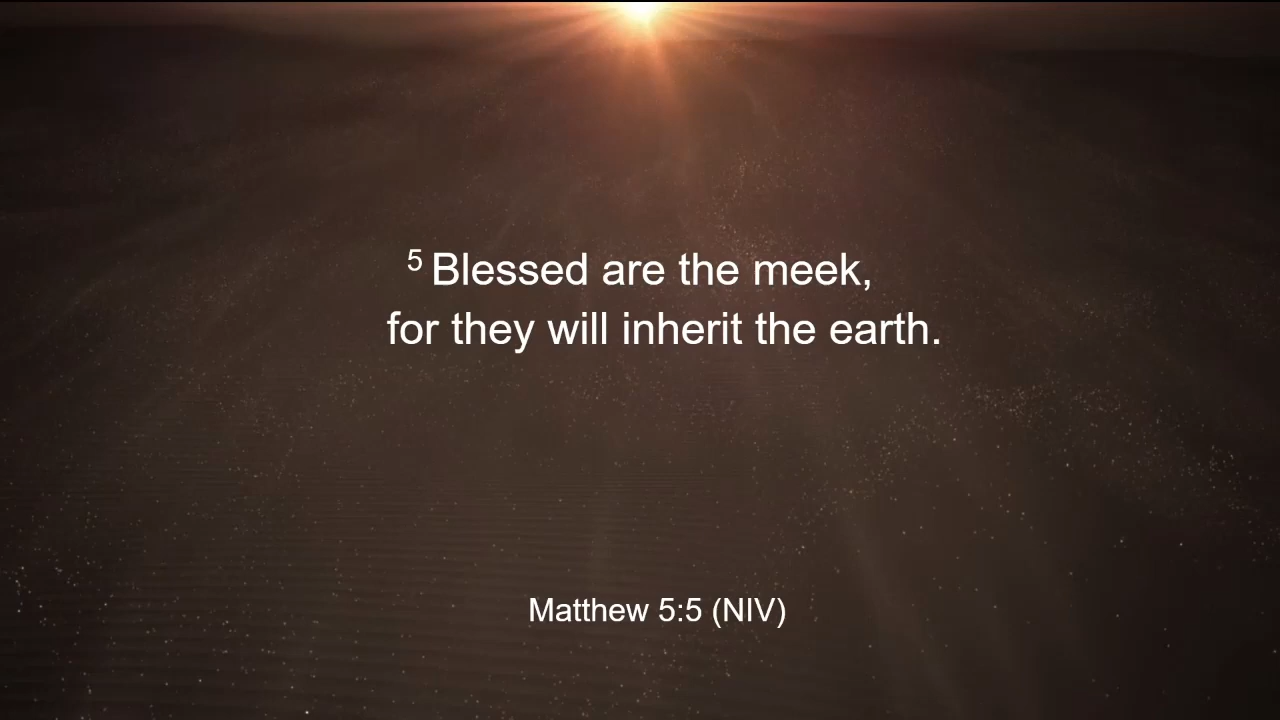 5 Blessed are the meek,
for they will inherit the earth.
Matthew 5:5 (NIV)